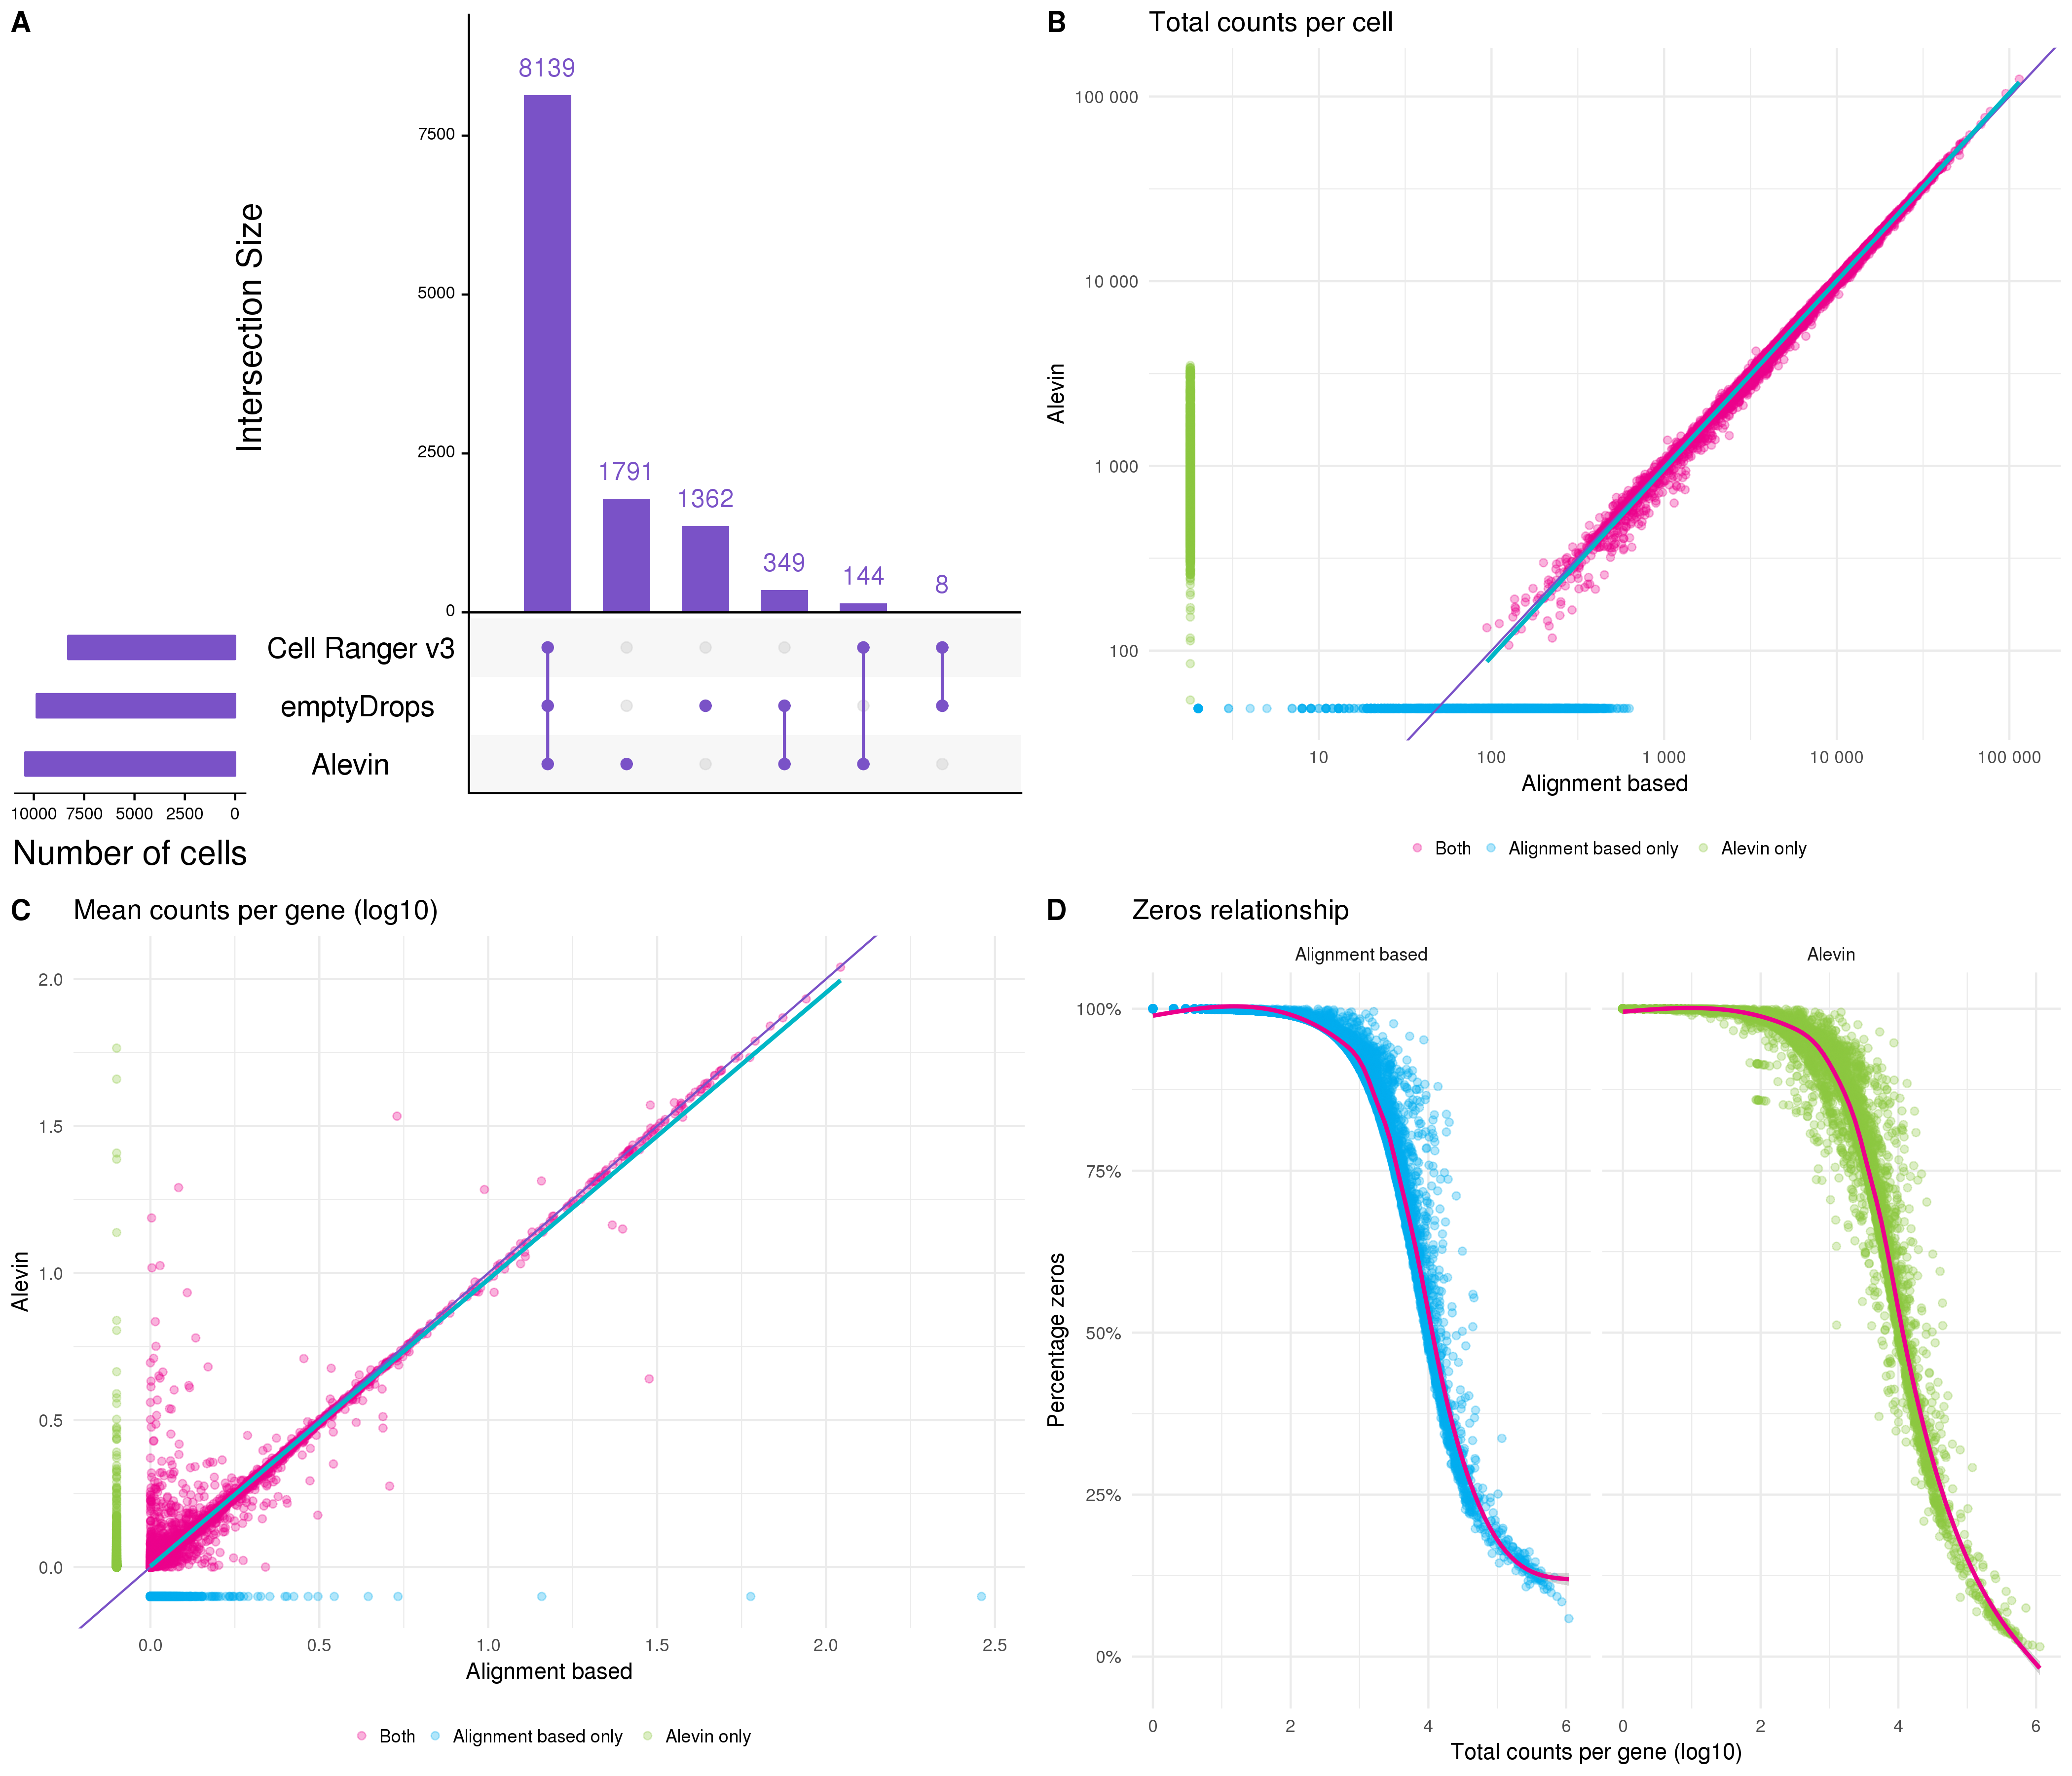 A
8139
7500
1791
1362
349
144
8
5000
2500
0
Intersection Size
Cell Ranger v3
emptyDrops
Alevin
10000 7500 5000 2500 0
Number of cells
B Total counts per cell
100 000
10 000
1 000
100
Alevin
10 100 1 000 10 000 100 000
Alignment based
Both Alignment based only Alevin only
C Mean counts per gene (log10)
2.0
1.5
1.0
0.5
0.0
Alevin
0.0 0.5 1.0 1.5 2.0 2.5
Alignment based
Both Alignment based only Alevin only
D Zeros relationship
Alignment based Alevin
100%
75%
50%
25%
0%
Percentage zeros
0 2 4 6 0 2 4 6
Total counts per gene (log10)